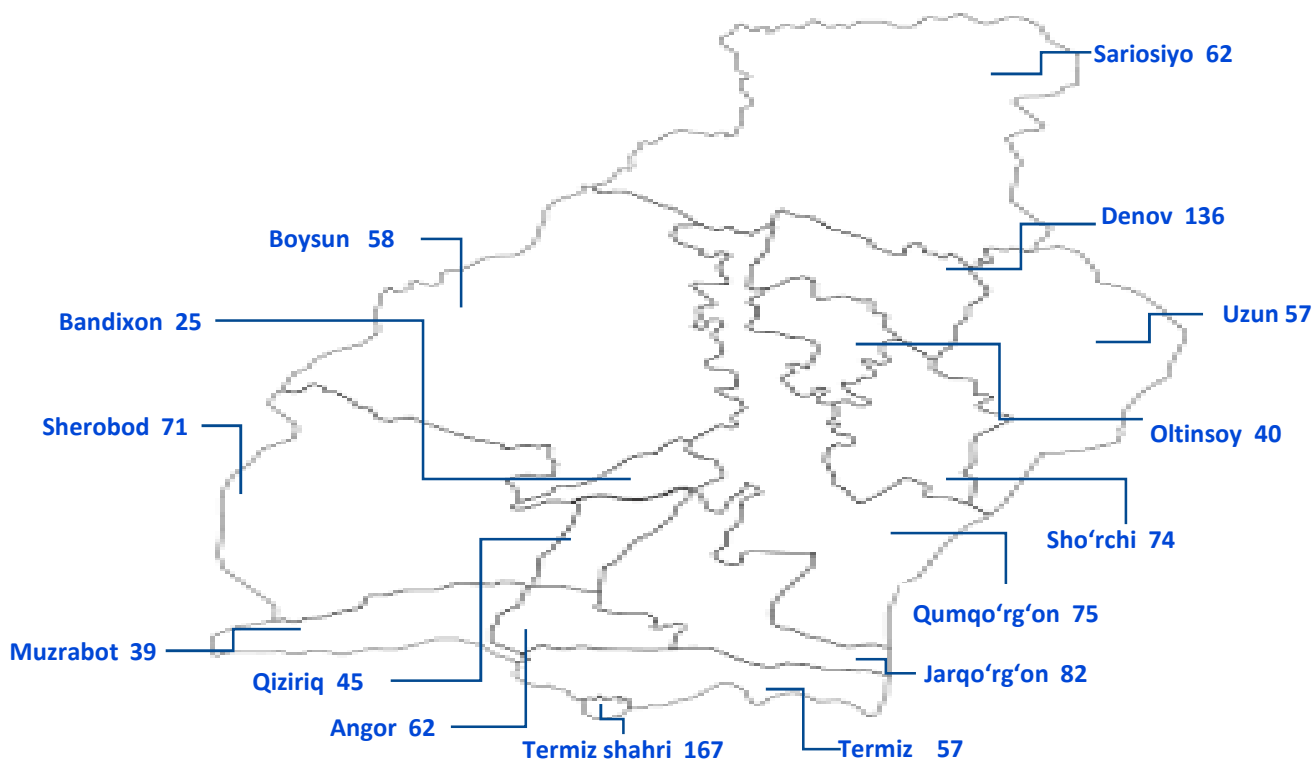 Sariosiyo 62
Denov 136
Boysun 58
Bandixon 25
Uzun 57
Sherobod 71
Oltinsoy 40
Sho‘rchi 74
Qumqo‘rg‘on 75
Muzrabot 39
Qiziriq 45
Jarqo‘rg‘on 82
Angor 62
Termiz shahri 167
Termiz 57